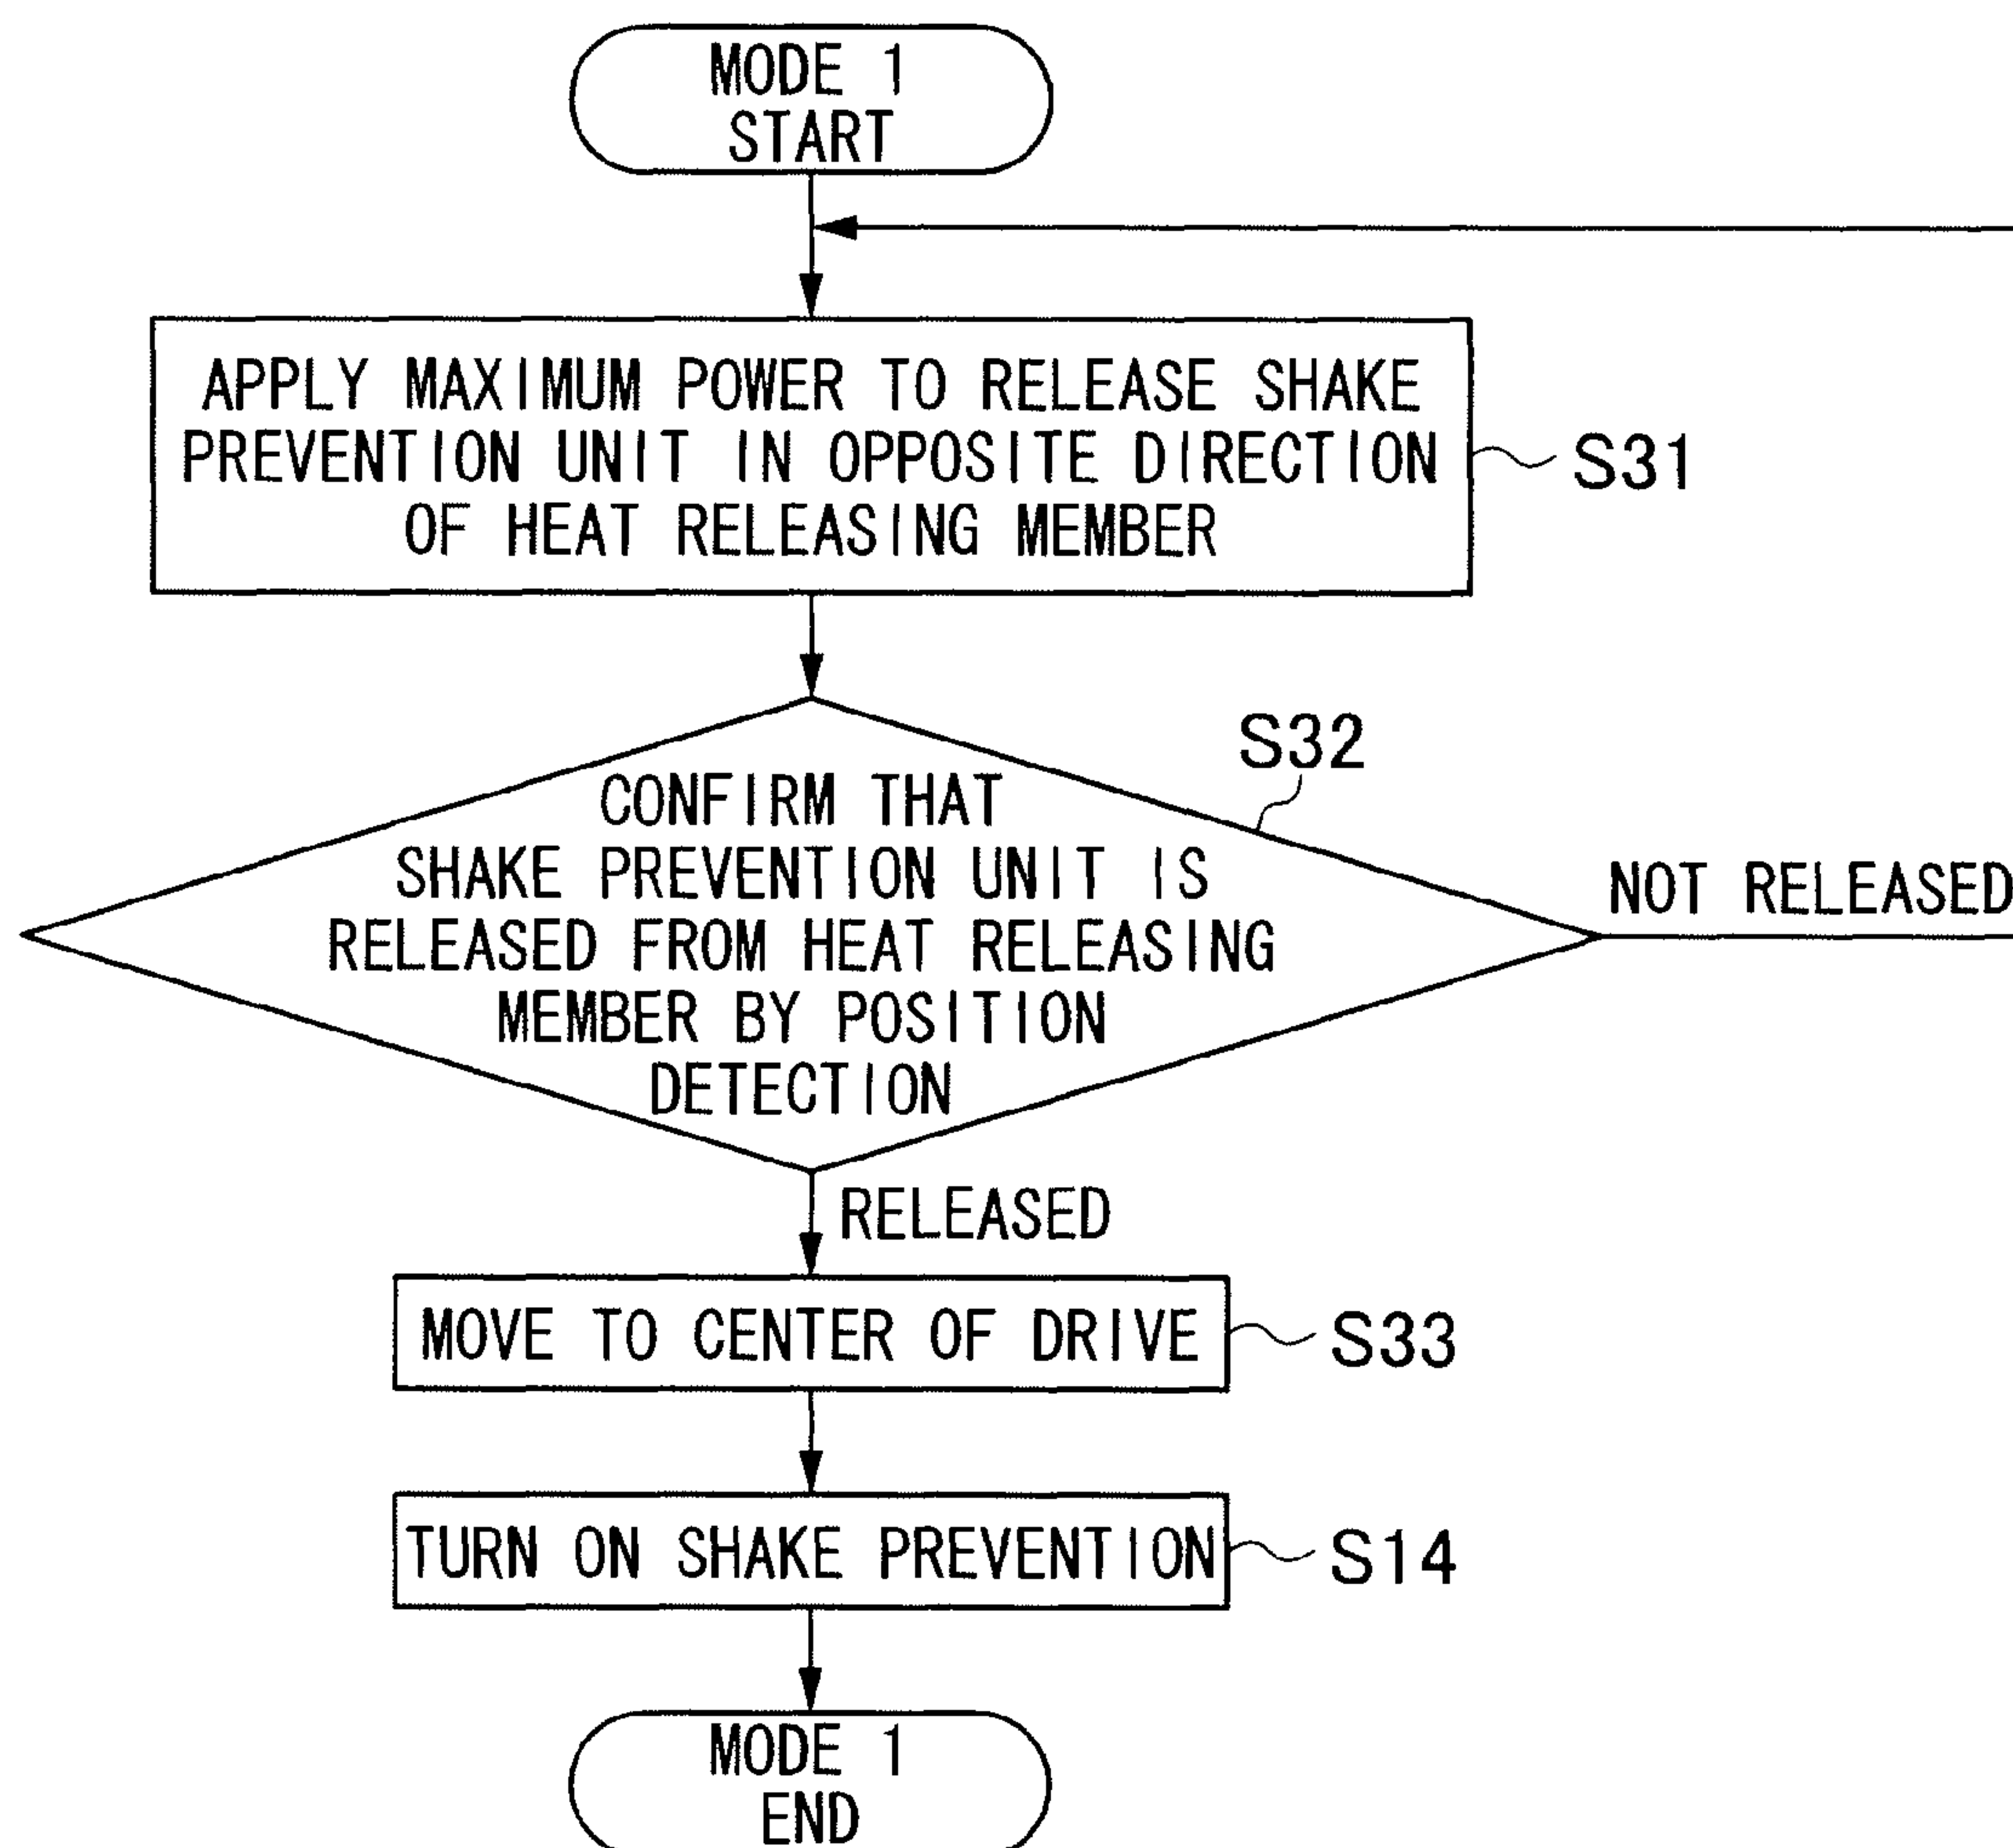 MODE 1
START
APPLY MAXIMUM POWER TO RELEASE SHAKE
PREVENTION UNIT IN OPPOSITE DIRECTION
OF HEAT RELEASING MEMBER
S31
S32
CONFIRM THAT
SHAKE PREVENTION UNIT IS
RELEASED FROM HEAT RELEASING
MEMBER BY POSITION
DETECTION
NOT RELEASED
RELEASED
MOVE TO CENTER OF DRIVE
S33
TURN ON SHAKE PREVENTION
S14
MODE 1
END